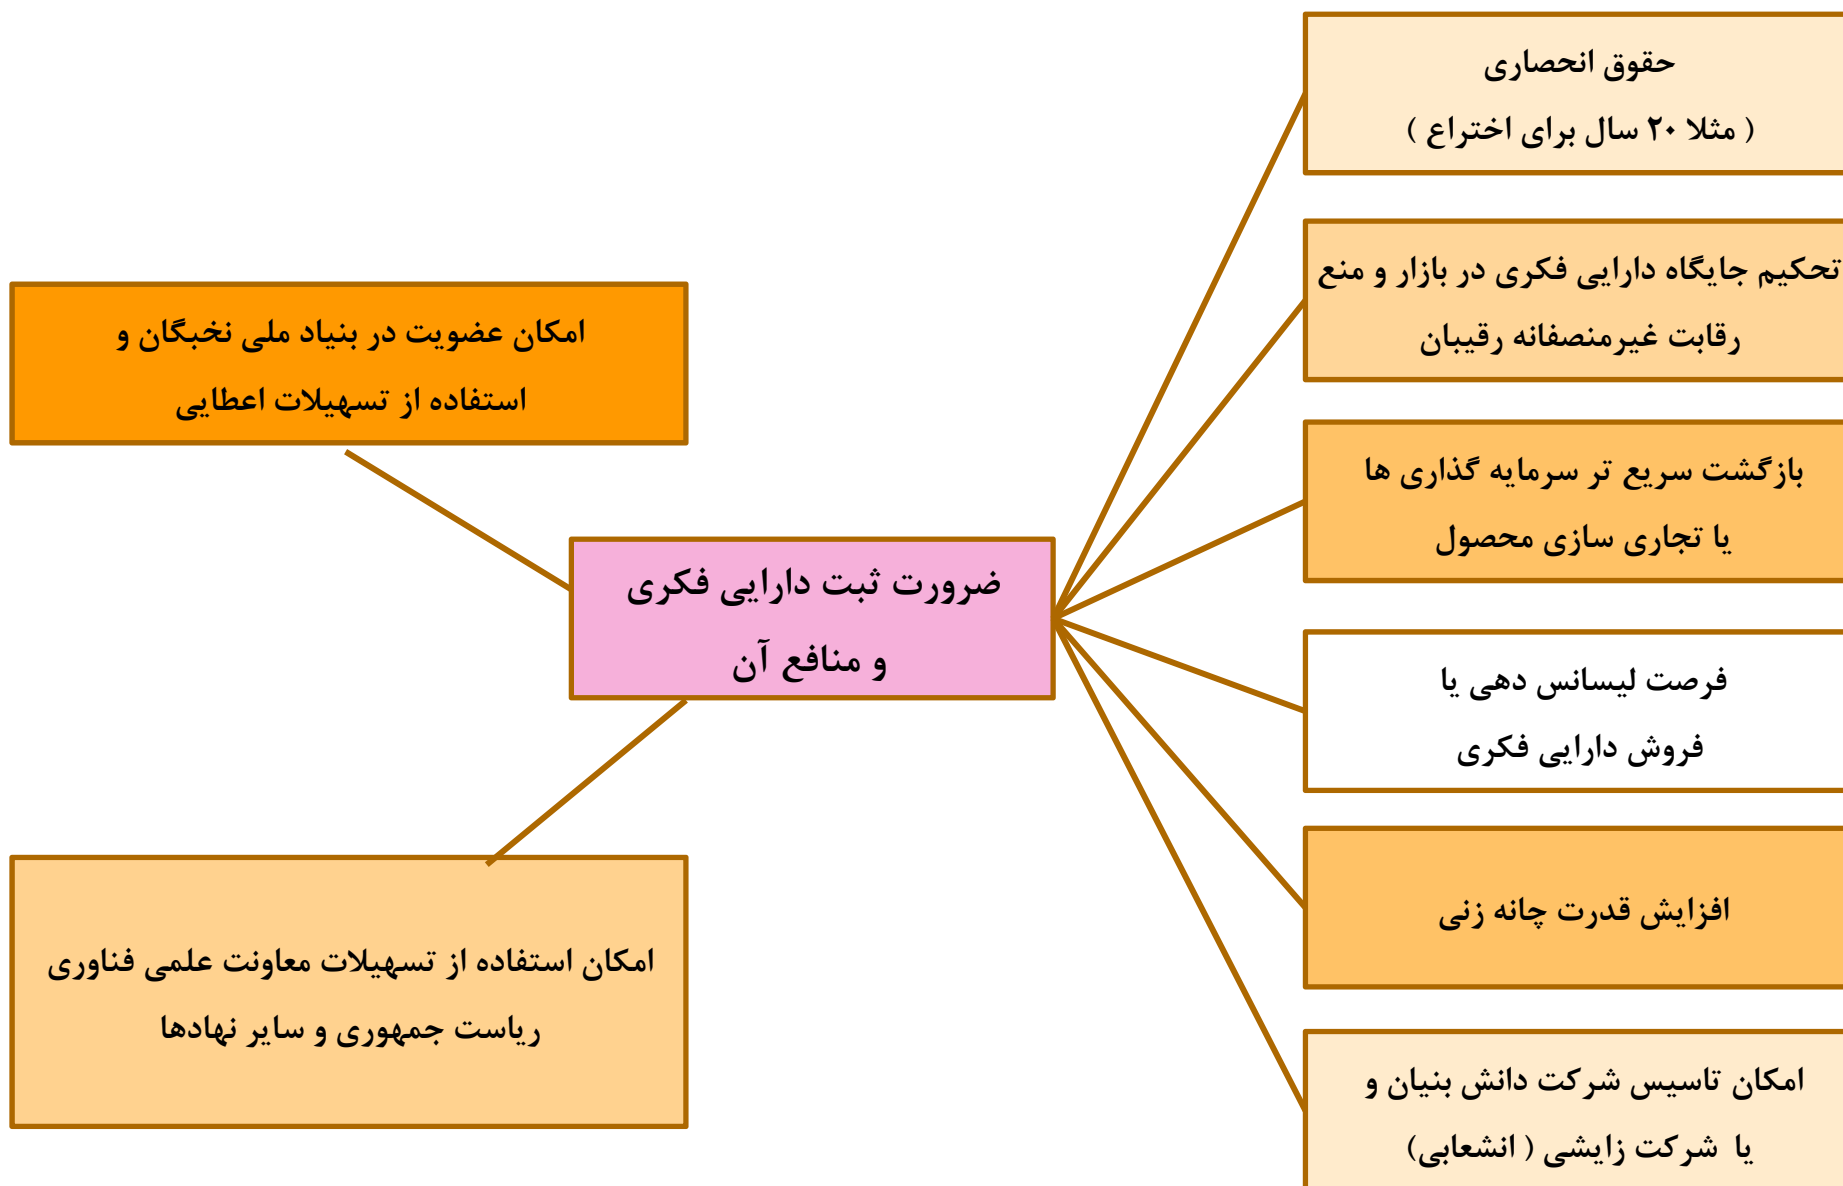 حقوق انحصاری
( مثلا ۲۰ سال برای اختراع )
تحکیم جایگاه دارایی فکری در بازار و منع
رقابت غیرمنصفانه رقیبان
بازگشت سریع تر سرمایه گذاری ها
یا تجاری سازی محصول
فرصت لیسانس دهی یا
فروش دارایی فکری
افزایش قدرت چانه زنی
امکان تاسیس شرکت دانش بنیان و
یا شرکت زایشی ( انشعابی)
ضرورت ثبت دارایی فکری
و منافع آن
امکان عضویت در بنیاد ملی نخبگان و
استفاده از تسهیلات اعطایی
امکان استفاده از تسهیلات معاونت علمی فناوری
ریاست جمهوری و سایر نهادها